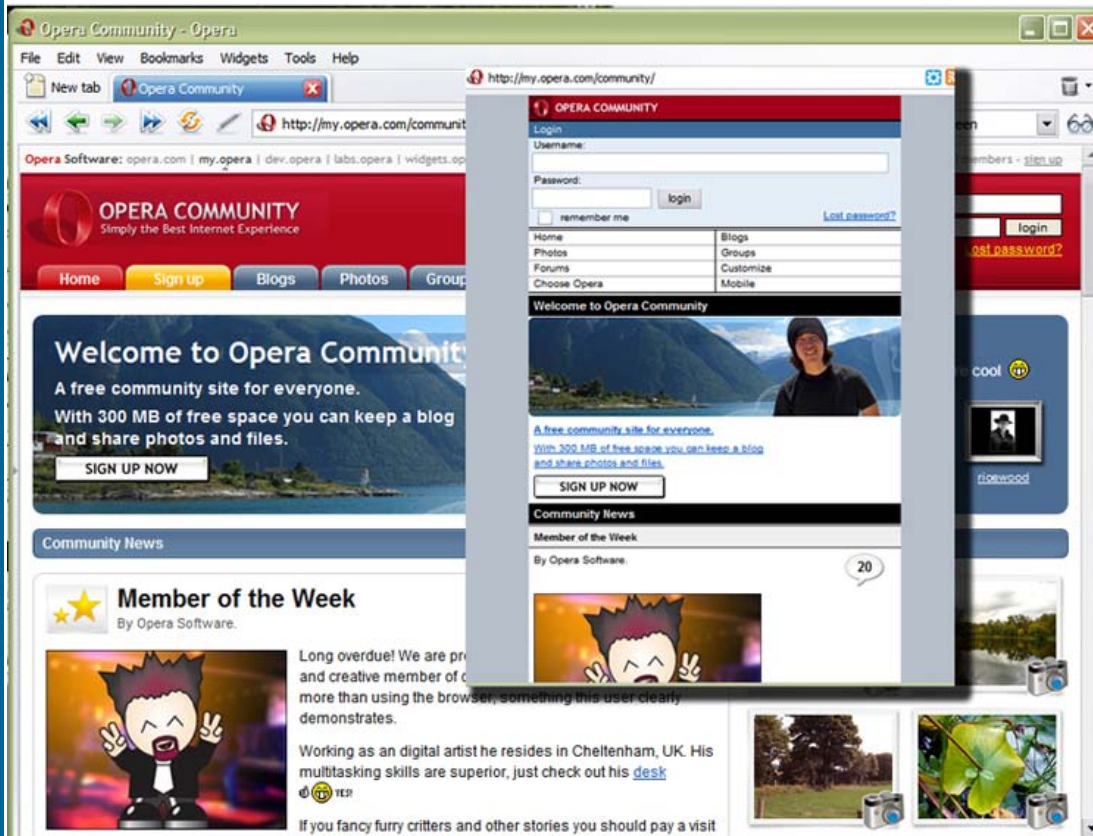 Opera Community - Opera
File Edit View Bookmarks Widgets Tools Help
New tab Opera Community
http://my.opera.com/communit
Opera Software: opera.com | my.opera | dev.opera | labs.opera | widgets.op
members - sign up
OPERA COMMUNITY
Simply the Best Internet Experience
login
Lost password?
Home Sign up Blogs Photos Group
Welcome to Opera Community
A free community site for everyone.
With 300 MB of free space you can keep a blog
and share photos and files.
SIGN UP NOW
cool
ricewood
Community News
Member of the Week
By Opera Software.
Long overdue! We are pr
and creative member of
more than using the browser, something this user clearly
demonstrates.
Working as an digital artist he resides in Cheltenham, UK. His
multitasking skills are superior, just check out his desk
YES!
If you fancy furry critters and other stories you should pay a visit
http://my.opera.com/community/
OPERA COMMUNITY
Login
Username:
Password:
login
remember me Lost password?
Home Blogs
Photos Groups
Forums Customize
Choose Opera Mobile
Welcome to Opera Community
A free community site for everyone.
With 300 MB of free space you can keep a blog
and share photos and files.
SIGN UP NOW
Community News
Member of the Week
By Opera Software.
20